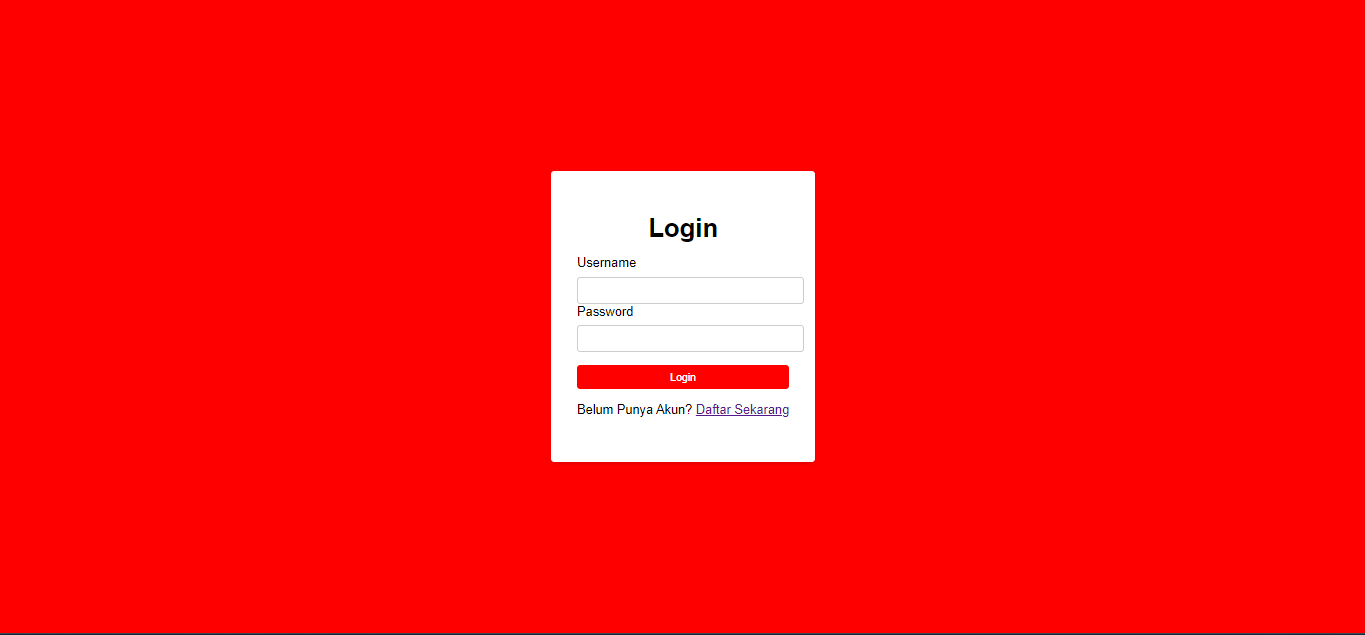 Login
Username
Password
Login
Belum Punya Akun? Daftar Sekarang